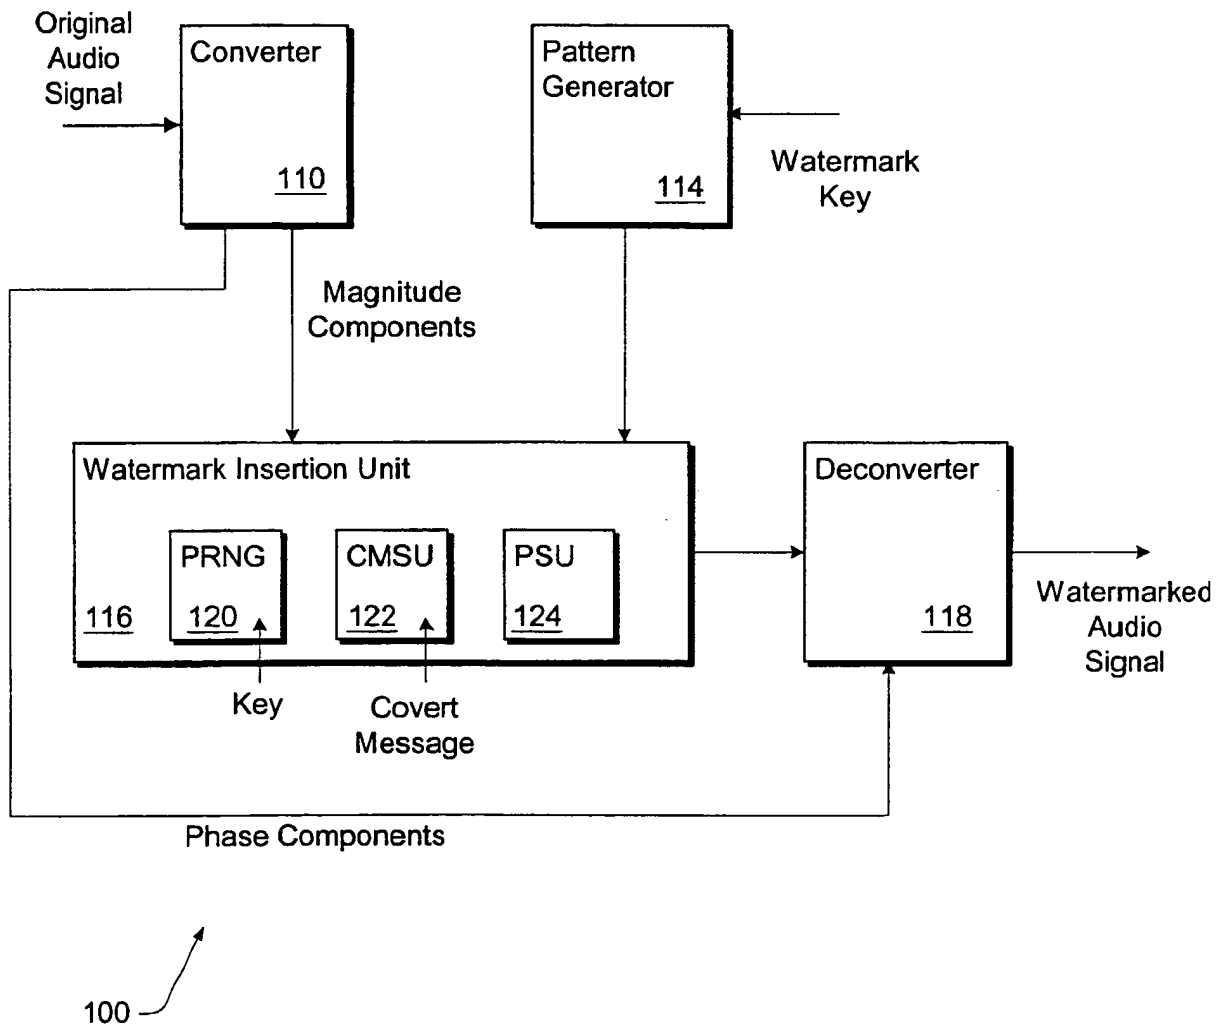 Original
Audio
Signal
Converter
110
Pattern
Generator
114
Watermark
Key
Magnitude
Components
Watermark Insertion Unit
116
PRNG
120
CMSU
122
PSU
124
Key
Covert
Message
Deconverter
118
Watermarked
Audio
Signal
Phase Components
100